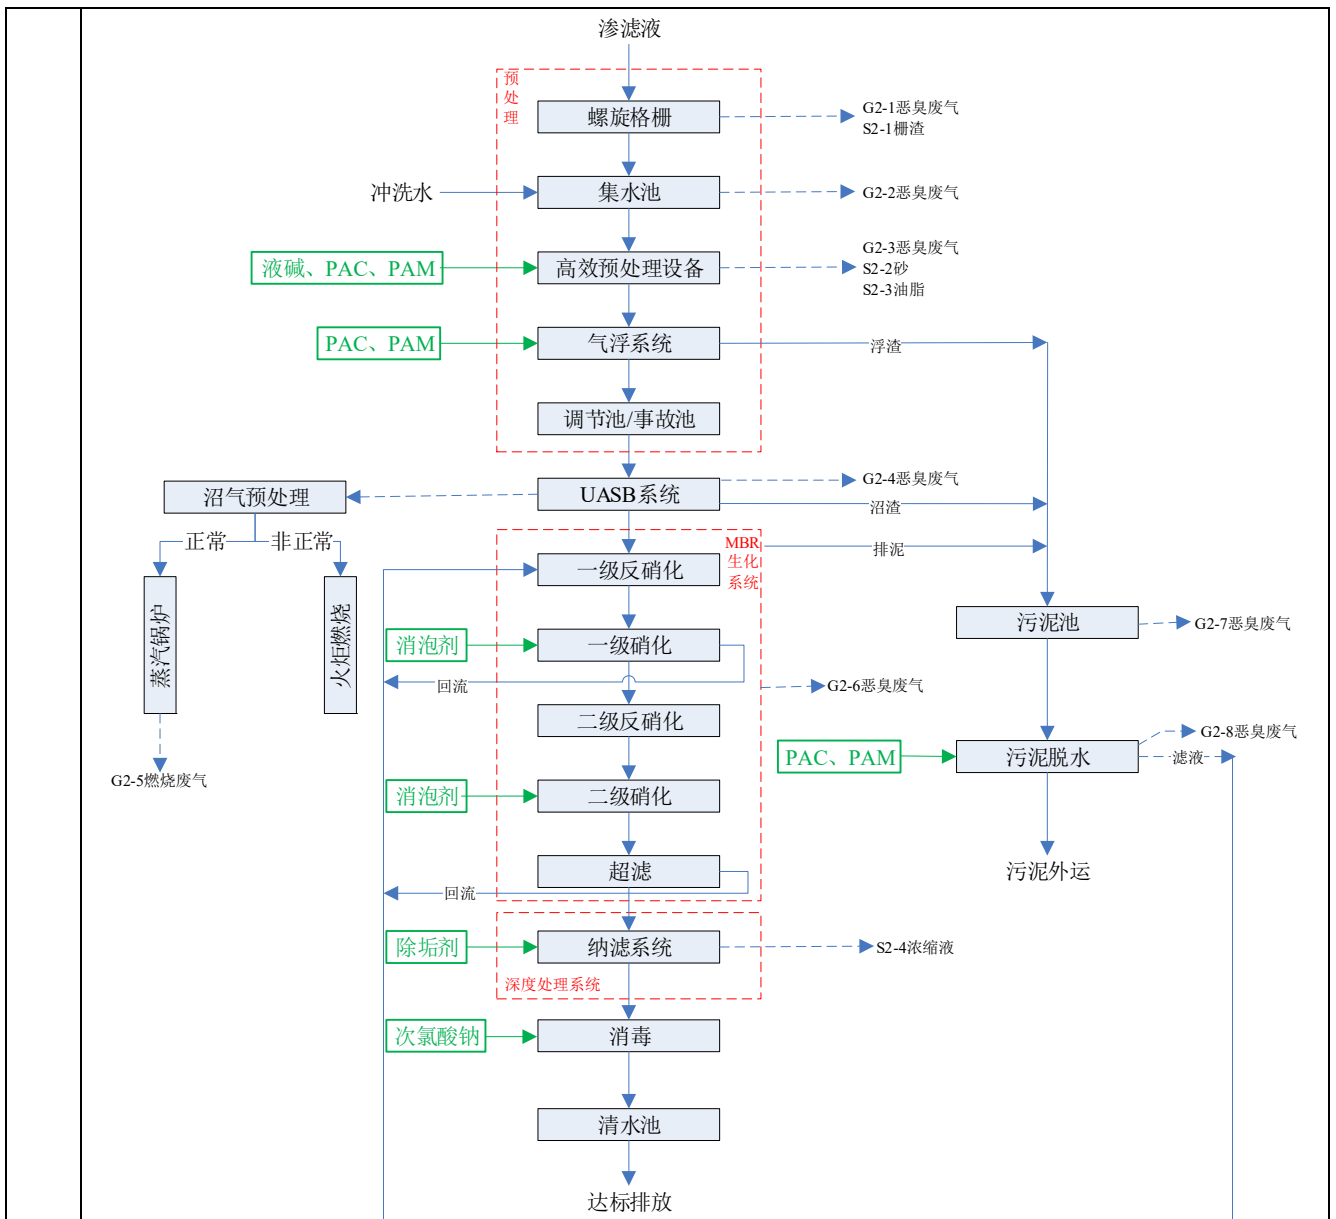 渗滤液
预
处
理
螺旋格栅
G2-1恶臭废气
S2-1栅渣
冲洗水
集水池
G2-2恶臭废气
液碱、PAC、PAM
高效预处理设备
G2-3恶臭废气
S2-2砂
S2-3油脂
PAC、PAM
气浮系统
浮渣
调节池/事故池
沼气预处理
UASB系统
G2-4恶臭废气
沼渣
正常
非正常
MBR
生化
系统
排泥
一级反硝化
蒸汽锅炉
火炬燃烧
消泡剂
一级硝化
污泥池
G2-7恶臭废气
回流
G2-6恶臭废气
二级反硝化
G2-8恶臭废气
PAC、PAM
污泥脱水
滤液
G2-5燃烧废气
消泡剂
二级硝化
超滤
污泥外运
回流
除垢剂
纳滤系统
S2-4浓缩液
深度处理系统
次氯酸钠
消毒
清水池
达标排放